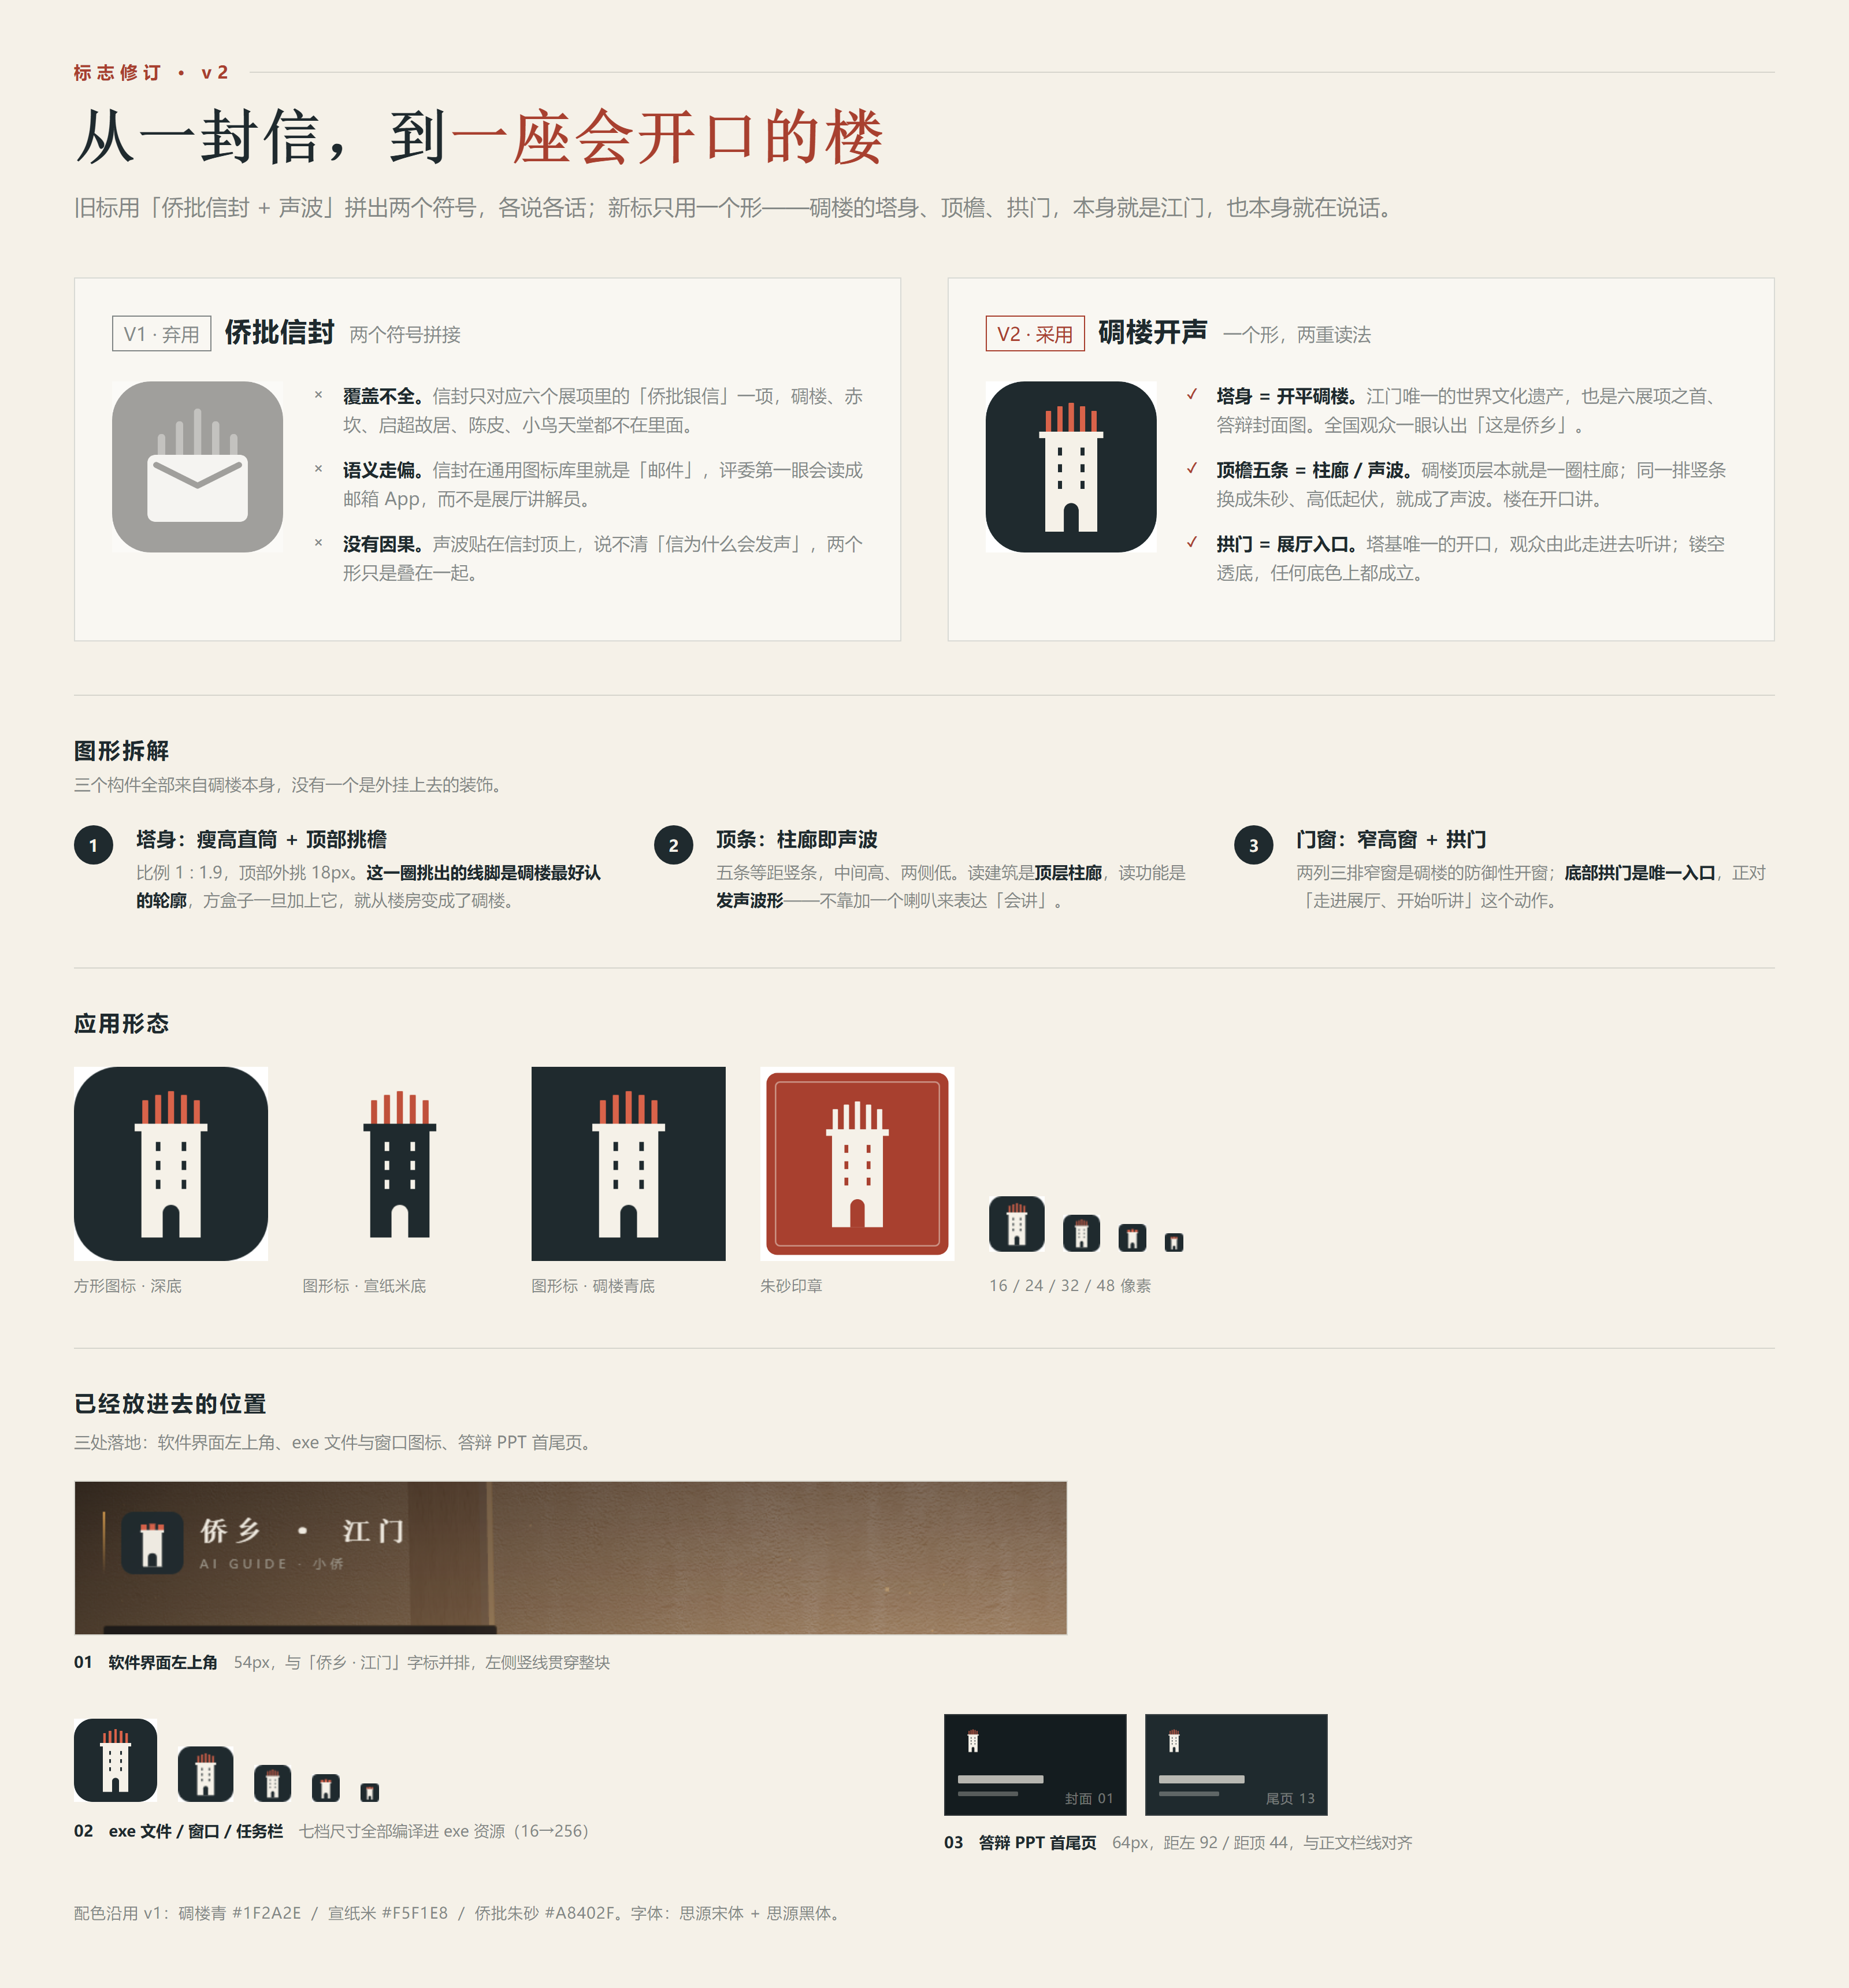 标志修订 • v2
从一封信，到一座会开口的楼
旧标用「侨批信封 + 声波」拼出两个符号，各说各话；新标只用一个形——碉楼的塔身、顶檐、拱门，本身就是江门，也本身就在说话。
V1 · 弃用 侨批信封 两个符号拼接
× 覆盖不全。信封只对应六个展项里的「侨批银信」一项，碉楼、赤
坎、启超故居、陈皮、小鸟天堂都不在里面。
× 语义走偏。信封在通用图标库里就是「邮件」，评委第一眼会读成
邮箱 App，而不是展厅讲解员。
× 没有因果。声波贴在信封顶上，说不清「信为什么会发声」，两个
形只是叠在一起。
V2 · 采用 碉楼开声 一个形，两重读法
✓ 塔身 = 开平碉楼。江门唯一的世界文化遗产，也是六展项之首、
答辩封面图。全国观众一眼认出「这是侨乡」。
✓ 顶檐五条 = 柱廊 / 声波。碉楼顶层本就是一圈柱廊；同一排竖条
换成朱砂、高低起伏，就成了声波。楼在开口讲。
✓ 拱门 = 展厅入口。塔基唯一的开口，观众由此走进去听讲；镂空
透底，任何底色上都成立。
图形拆解
三个构件全部来自碉楼本身，没有一个是外挂上去的装饰。
1 塔身：瘦高直筒 + 顶部挑檐
比例 1 : 1.9，顶部外挑 18px。这一圈挑出的线脚是碉楼最好认
的轮廓，方盒子一旦加上它，就从楼房变成了碉楼。
2 顶条：柱廊即声波
五条等距竖条，中间高、两侧低。读建筑是顶层柱廊，读功能是
发声波形——不靠加一个喇叭来表达「会讲」。
3 门窗：窄高窗 + 拱门
两列三排窄窗是碉楼的防御性开窗；底部拱门是唯一入口，正对
「走进展厅、开始听讲」这个动作。
应用形态
方形图标 · 深底
图形标 · 宣纸米底
图形标 · 碉楼青底
朱砂印章
16 / 24 / 32 / 48 像素
已经放进去的位置
三处落地：软件界面左上角、exe 文件与窗口图标、答辩 PPT 首尾页。
侨乡 • 江门
AI GUIDE · 小侨
01 软件界面左上角 54px，与「侨乡 · 江门」字标并排，左侧竖线贯穿整块
02 exe 文件 / 窗口 / 任务栏 七档尺寸全部编译进 exe 资源（16→256）
封面 01
尾页 13
03 答辩 PPT 首尾页 64px，距左 92 / 距顶 44，与正文栏线对齐
配色沿用 v1：碉楼青 #1F2A2E / 宣纸米 #F5F1E8 / 侨批朱砂 #A8402F。字体：思源宋体 + 思源黑体。